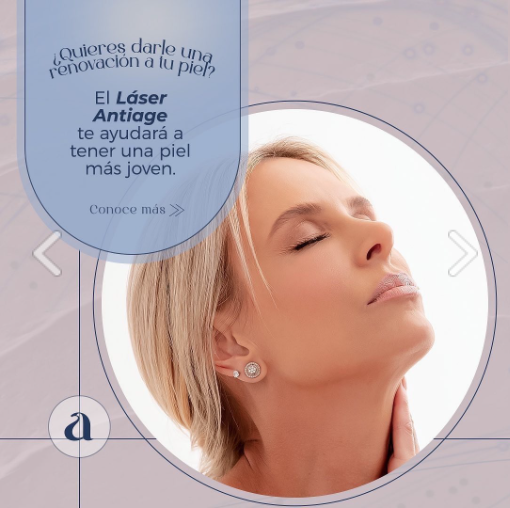 ¿Quieres darle una
renovación a tu piel?
El Láser
Antiage
te ayudará a
tener una piel
más joven.
Conoce más
a